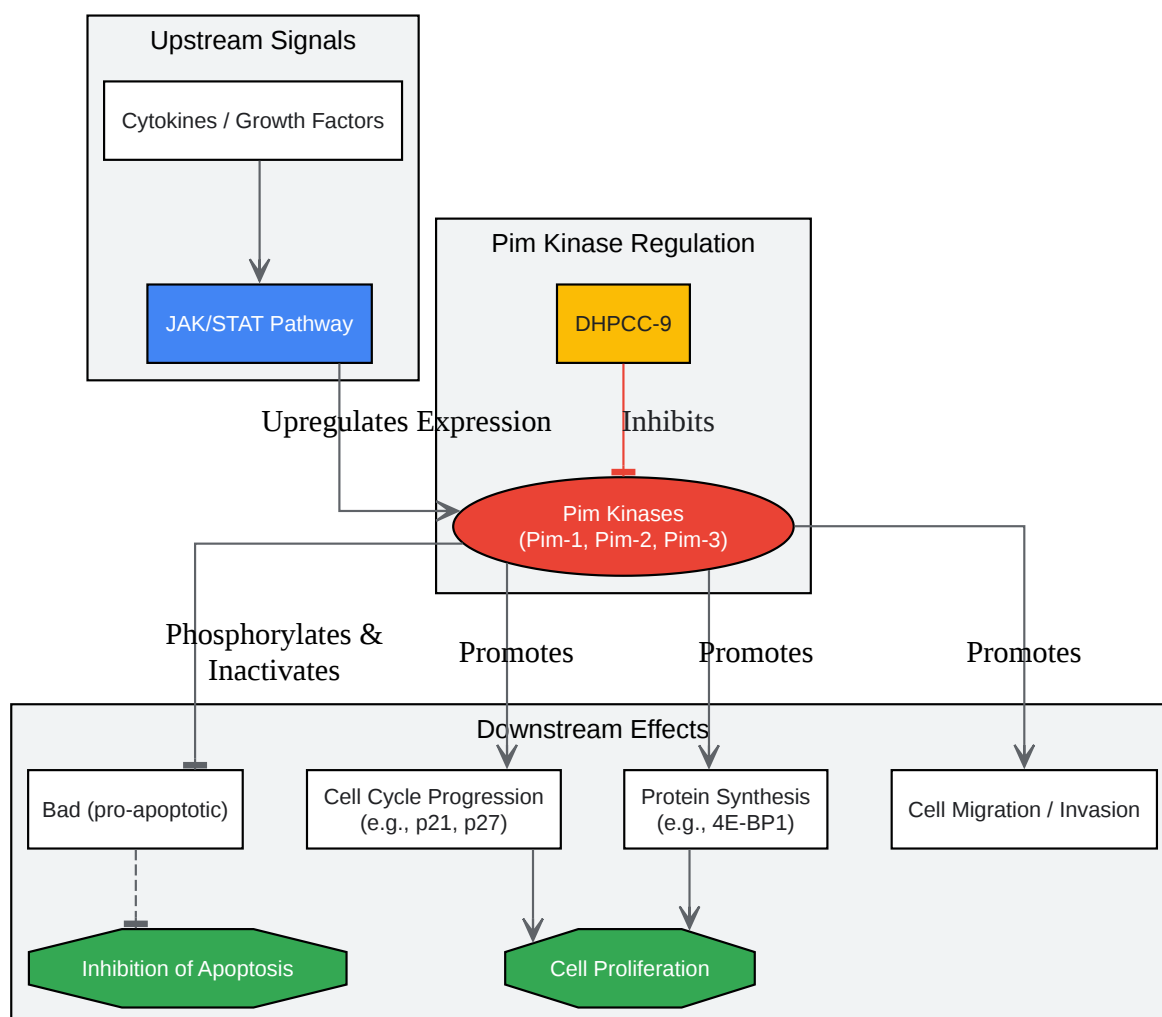 Upstream Signals
Cytokines / Growth Factors
JAK/STAT Pathway
Pim Kinase Regulation
DHPCC-9
Upregulates Expression
Inhibits
Pim Kinases
(Pim-1, Pim-2, Pim-3)
Phosphorylates &
Inactivates
Promotes
Promotes
Promotes
Downstream Effects
Bad (pro-apoptotic)
Cell Cycle Progression
(e.g., p21, p27)
Protein Synthesis
(e.g., 4E-BP1)
Cell Migration / Invasion
Inhibition of Apoptosis
Cell Proliferation